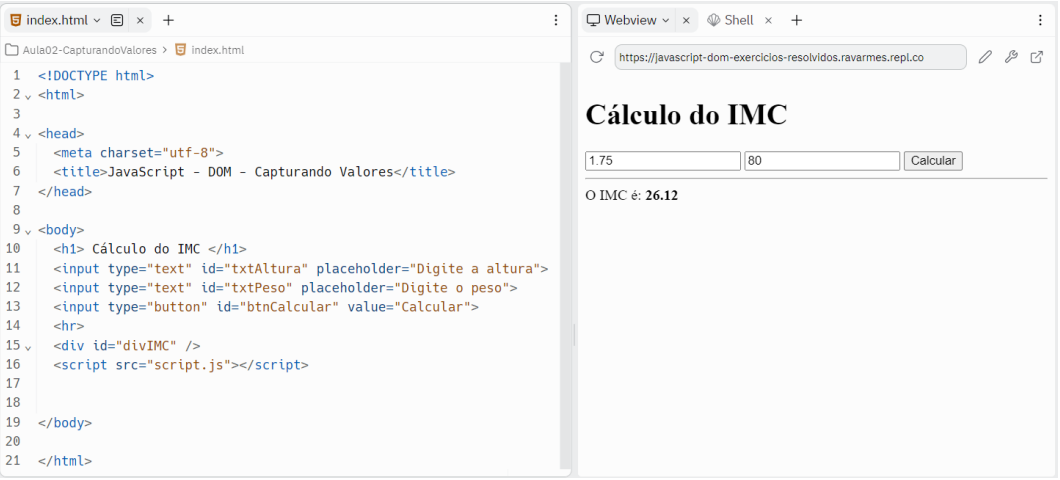 index.html
Aula02-CapturandoValores > index.html
1 <!DOCTYPE html>
2 <html>
3
4 <head>
5   <meta charset="utf-8">
6   <title>JavaScript - DOM - Capturando Valores</title>
7 </head>
8
9 <body>
10   <h1> Cálculo do IMC </h1>
11   <input type="text" id="txtAltura" placeholder="Digite a altura">
12   <input type="text" id="txtPeso" placeholder="Digite o peso">
13   <input type="button" id="btnCalcular" value="Calcular">
14   <hr>
15   <div id="divIMC" />
16   <script src="script.js"></script>
17
18
19 </body>
20
21 </html>
Webview Shell
https://javascript-dom-exercicios-resolvidos.ravarmes.repl.co
Cálculo do IMC
1.75 80 Calcular
O IMC é: 26.12